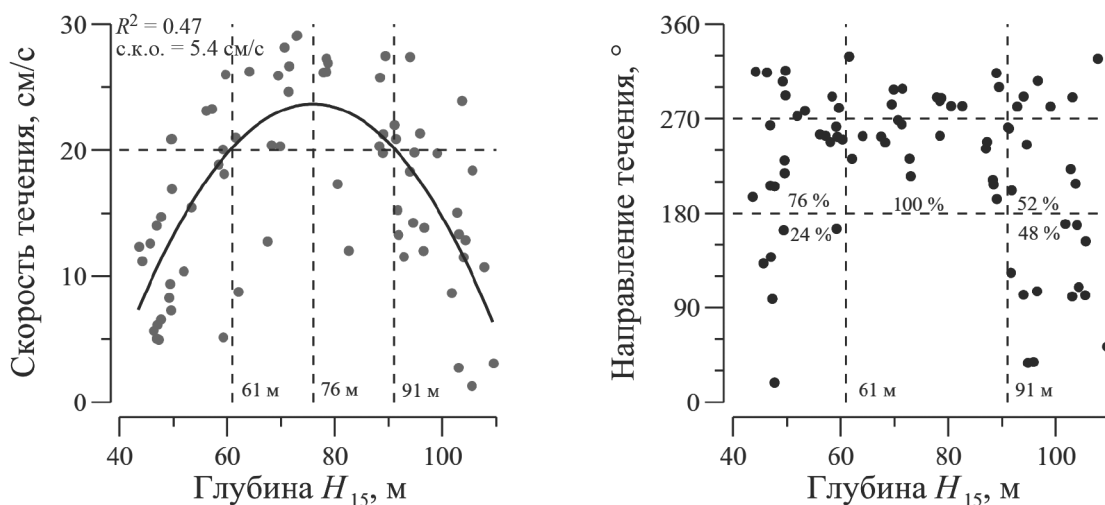 Скорость течения, см/с
30
20
10
0
R² = 0.47
с.к.о. = 5.4 см/с
61 м
76 м
91 м
40
60
80
100
Глубина H₁₅, м
Направление течения, °
360
270
180
90
0
76 %
100 %
52 %
24 %
48 %
61 м
91 м
40
60
80
100
Глубина H₁₅, м